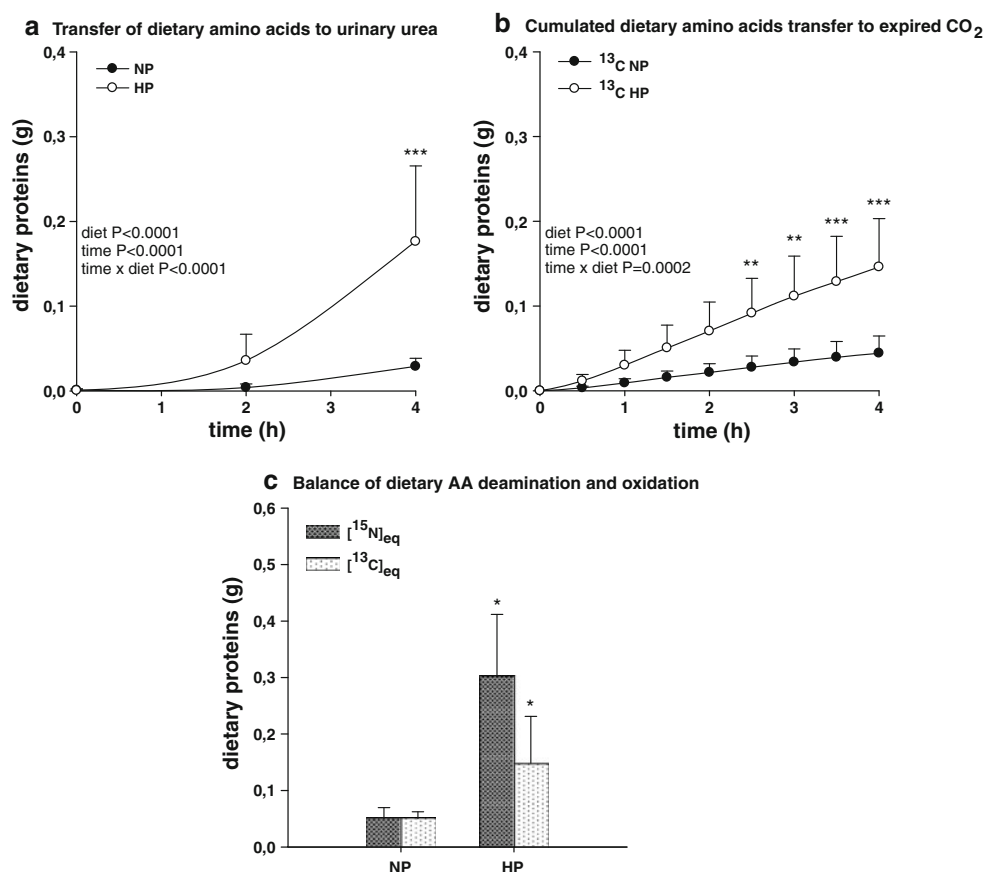 a Transfer of dietary amino acids to urinary urea
0,4
0,3
0,2
0,1
0,0
dietary proteins (g)
NP
HP
***
diet P<0.0001
time P<0.0001
time x diet P<0.0001
0 1 2 3 4
time (h)
b Cumulated dietary amino acids transfer to expired CO2
0,4
0,3
0,2
0,1
0,0
dietary proteins (g)
13C NP
13C HP
** ** *** ***
diet P<0.0001
time P<0.0001
time x diet P=0.0002
0 1 2 3 4
time (h)
c Balance of dietary AA deamination and oxidation
0,6
0,5
0,4
0,3
0,2
0,1
0,0
dietary proteins (g)
[15N]eq
[13C]eq
*
*
NP HP